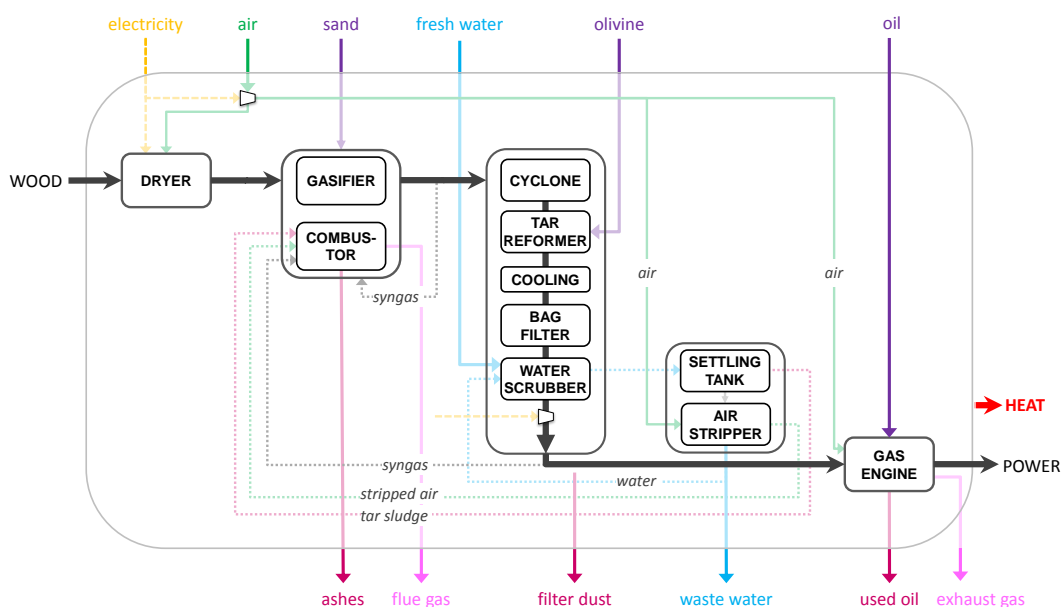 electricity
air
sand
fresh water
olivine
oil
WOOD
DRYER
GASIFIER
COMBUS-
TOR
CYCLONE
TAR
REFORMER
COOLING
BAG
FILTER
WATER
SCRUBBER
syngas
air
air
SETTLING
TANK
AIR
STRIPPER
HEAT
GAS
ENGINE
POWER
syngas
water
stripped air
tar sludge
ashes
flue gas
filter dust
waste water
used oil
exhaust gas